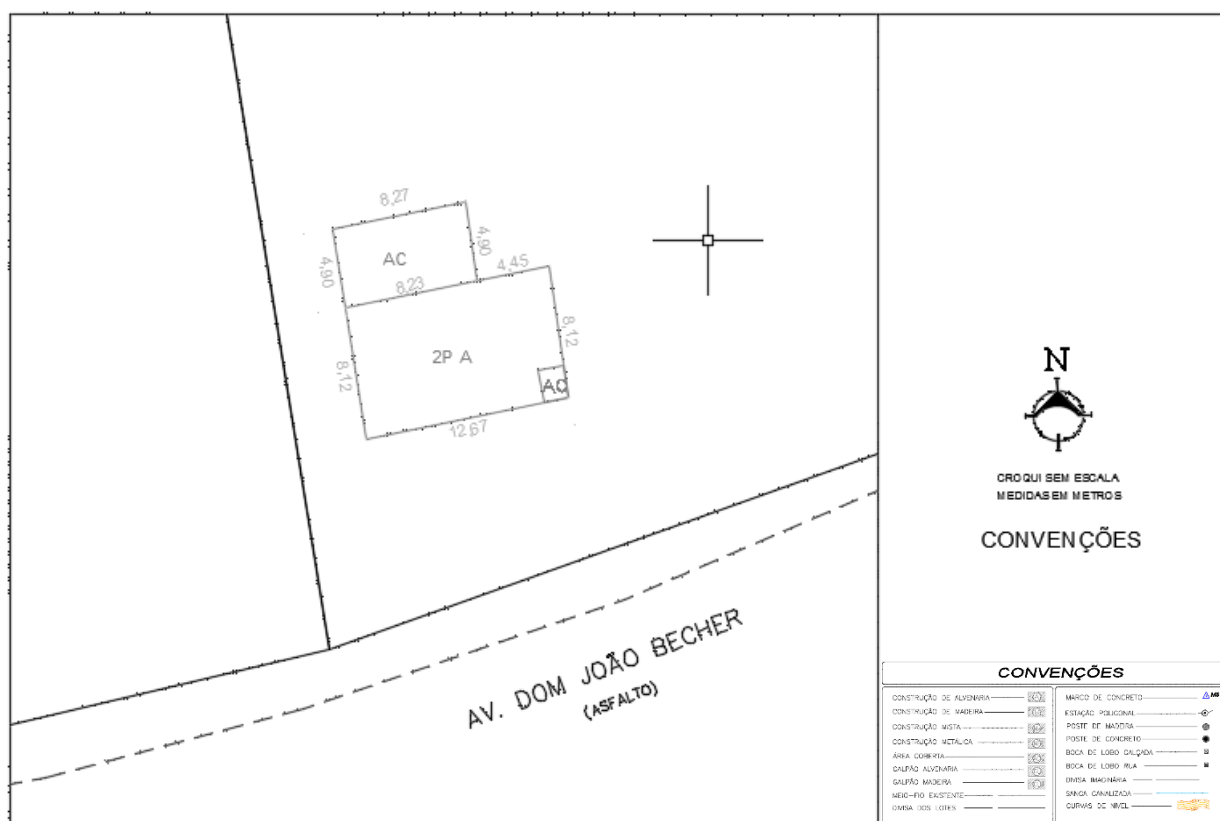 8,27
4,90
AC
4,90
4,45
8,23
2P A
8,12
8,12
AC
12,67
AV. DOM JOÃO BECHER
(ASFALTO)
N
CROQUI SEM ESCALA
MEDIDAS EM METROS
CONVENÇÕES
CONVENÇÕES
CONSTRUÇÃO DE ALVENARIA
CONSTRUÇÃO DE MADEIRA
CONSTRUÇÃO MISTA
CONSTRUÇÃO METÁLICA
ÁREA COBERTA
GALPÃO ALVENARIA
GALPÃO MADEIRA
MEIO-FIO EXISTENTE
DIVISA DOS LOTES
MARCO DE CONCRETO
ESTAÇÃO POLIGONAL
POSTE DE MADEIRA
POSTE DE CONCRETO
BOCA DE LOBO CALÇADA
BOCA DE LOBO RUA
DIVISA IMAGINÁRIA
SANGA CANALIZADA
CURVAS DE NIVEL